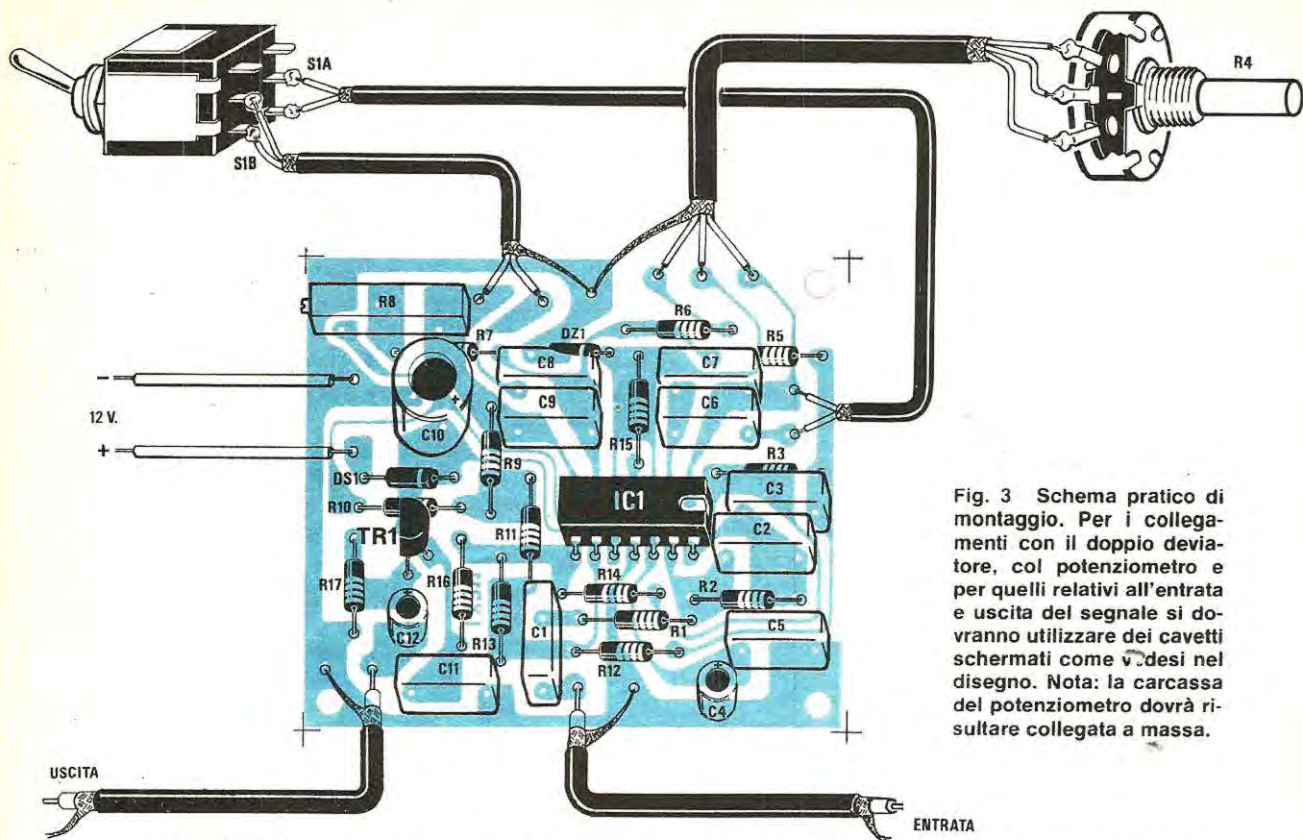 S1A
R4
S1B
R8
R6
R7
DZ1
R5
C8
C7
C9
C6
R15
-
12 V.
+
C10
R9
R3
C3
DS1
R10
IC1
C2
TR1
R11
R17
R16
R14
R2
R1
C12
R13
C1
R12
C5
C11
C4
USCITA
ENTRATA
Fig. 3 Schema pratico di
montaggio. Per i collega-
menti con il doppio devia-
tore, col potenziometro e
per quelli relativi all'entrata
e uscita del segnale si do-
vranno utilizzare dei cavetti
schermati come vedesi nel
disegno. Nota: la carcassa
del potenziometro dovrà ri-
sultare collegata a massa.